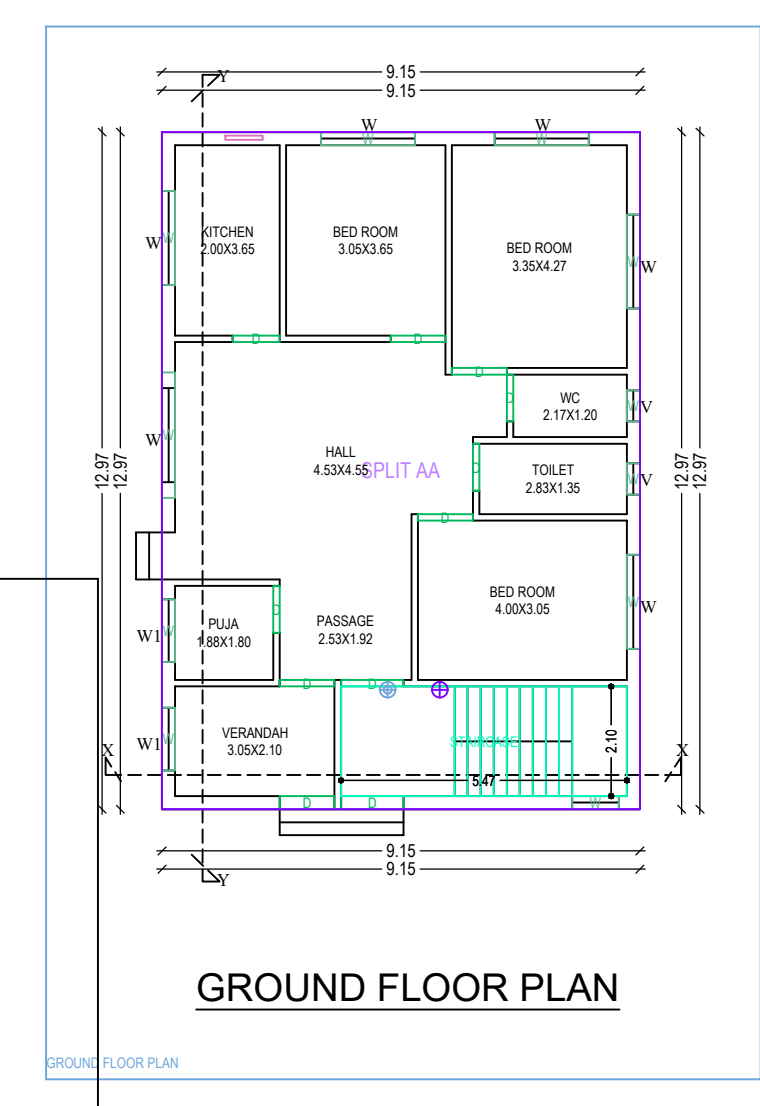 9.15
Y
9.15
W
W
W
W
KITCHEN
2.00X3.65
BED ROOM
3.05X3.65
BED ROOM
3.35X4.27
W
W
W
W
D
D
D
D
WC
2.17X1.20
W
V
W
W
HALL
4.53X4.55
SPLIT AA
D
TOILET
2.83X1.35
W
V
12.97
12.97
12.97
12.97
D
BED ROOM
4.00X3.05
W
W
W1
W
PUJA
1.88X1.80
D
PASSAGE
2.53X1.92
D
D
W1
W
VERANDAH
3.05X2.10
STAIRCASE
2.10
X
X
5.47
D
D
W
9.15
9.15
Y
GROUND FLOOR PLAN
GROUND FLOOR PLAN